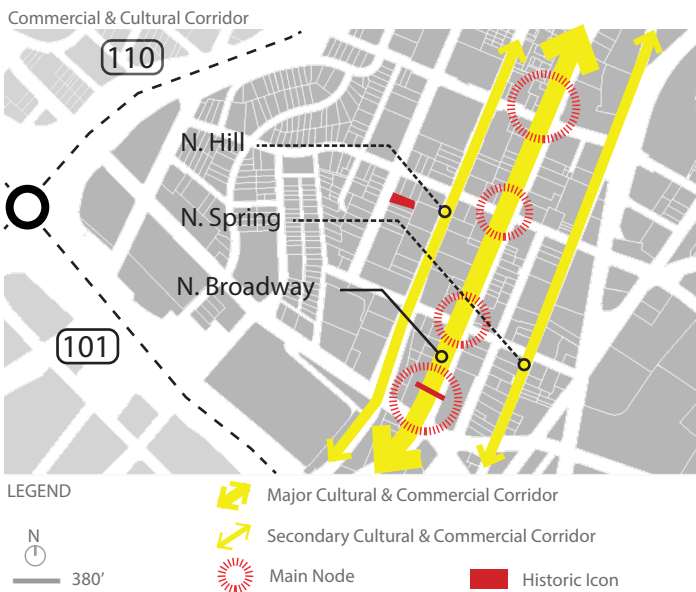 Commercial & Cultural Corridor
110
N. Hill
N. Spring
N. Broadway
101
LEGEND
Major Cultural & Commercial Corridor
Secondary Cultural & Commercial Corridor
N
380’
Main Node
Historic Icon